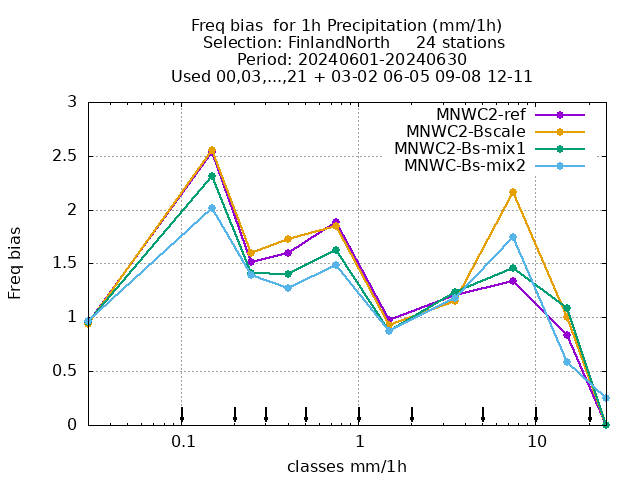 Freq bias  for 1h Precipitation (mm/1h)
Selection: FinlandNorth     24 stations
Period: 20240601-20240630
Used 00,03,...,21 + 03-02 06-05 09-08 12-11
MNWC2-ref
MNWC2-Bscale
MNWC2-Bs-mix1
MNWC-Bs-mix2
3
2.5
2
1.5
1
0.5
0
Freq bias
0.1 1 10
classes mm/1h